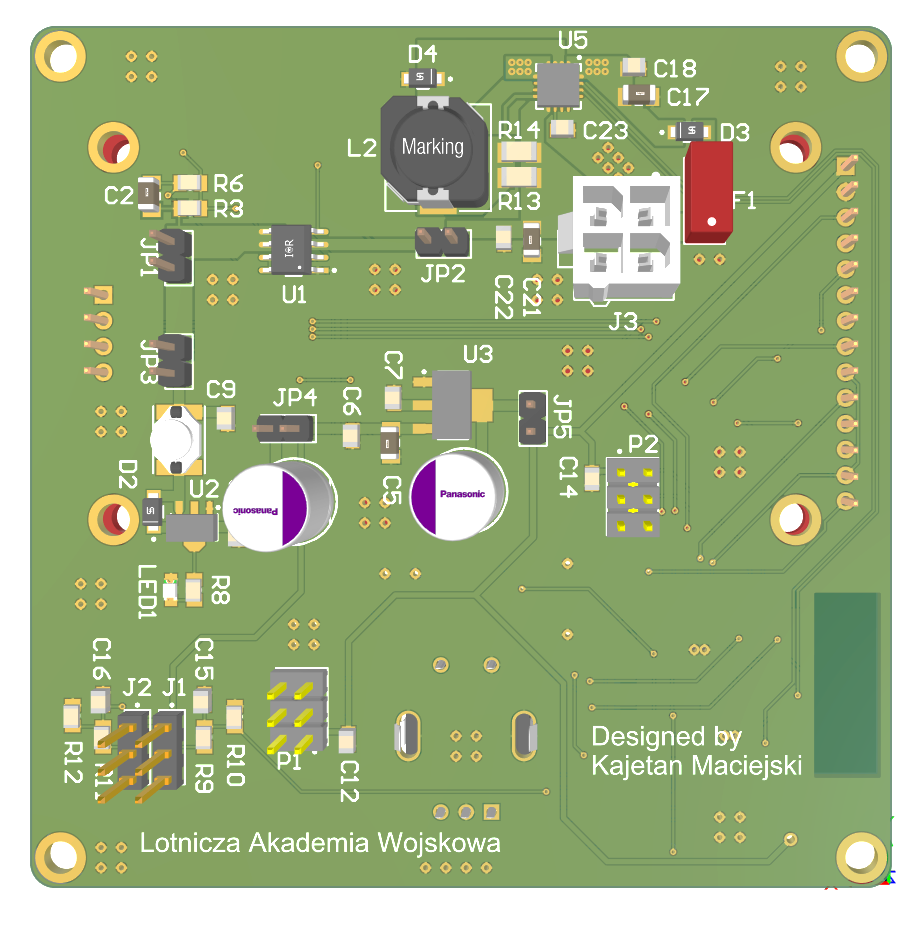 U5
D4
C18
C17
R14
C23
D3
L2
Marking
R6
C2
R13
R3
F1
JP1
IOR
JP2
U1
C22
C21
J3
JP3
U3
C7
C9
JP4
C6
JP5
P2
D2
C14
U2
C5
Panasonic
Panasonic
LED1
R8
C16
C15
J2
J1
R12
R9
R10
P1
C12
Designed by
Kajetan Maciejski
Lotnicza Akademia Wojskowa